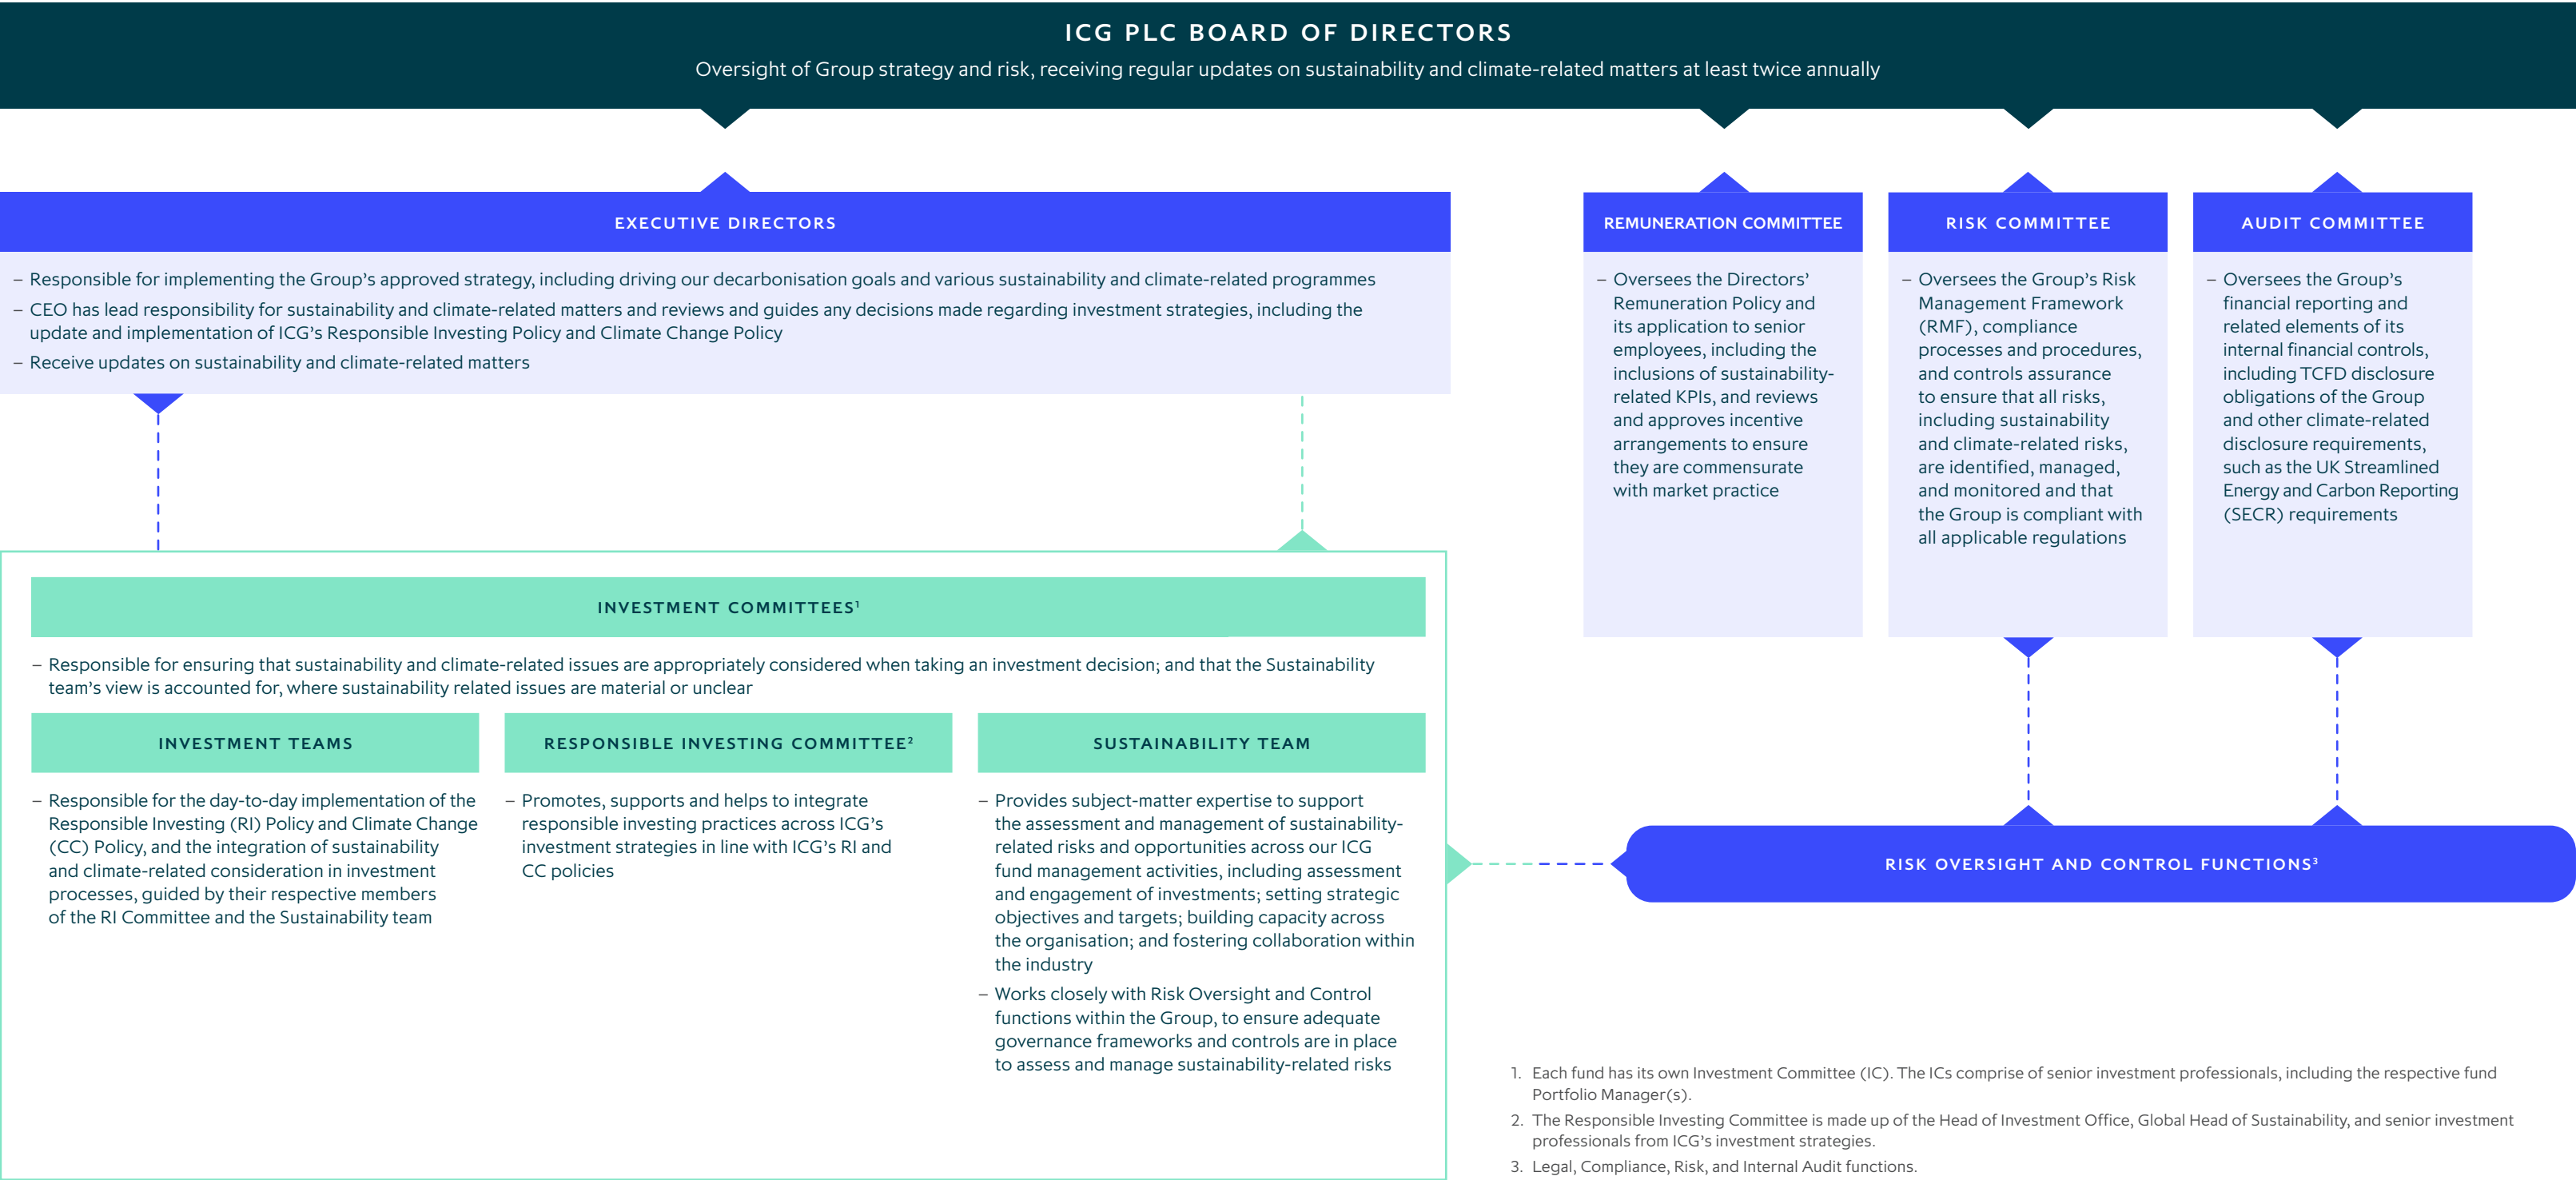 ICG PLC BOARD OF DIRECTORS
Oversight of Group strategy and risk, receiving regular updates on sustainability and climate-related matters at least twice annually
EXECUTIVE DIRECTORS
– Responsible for implementing the Group’s approved strategy, including driving our decarbonisation goals and various sustainability and climate-related programmes
– CEO has lead responsibility for sustainability and climate-related matters and reviews and guides any decisions made regarding investment strategies, including the
update and implementation of ICG’s Responsible Investing Policy and Climate Change Policy
– Receive updates on sustainability and climate-related matters
REMUNERATION COMMITTEE
– Oversees the Directors’
Remuneration Policy and
its application to senior
employees, including the
inclusions of sustainability-
related KPIs, and reviews
and approves incentive
arrangements to ensure
they are commensurate
with market practice
RISK COMMITTEE
– Oversees the Group’s Risk
Management Framework
(RMF), compliance
processes and procedures,
and controls assurance
to ensure that all risks,
including sustainability
and climate-related risks,
are identified, managed,
and monitored and that
the Group is compliant with
all applicable regulations
AUDIT COMMITTEE
– Oversees the Group’s
financial reporting and
related elements of its
internal financial controls,
including TCFD disclosure
obligations of the Group
and other climate-related
disclosure requirements,
such as the UK Streamlined
Energy and Carbon Reporting
(SECR) requirements
INVESTMENT COMMITTEES¹
– Responsible for ensuring that sustainability and climate-related issues are appropriately considered when taking an investment decision; and that the Sustainability
team’s view is accounted for, where sustainability related issues are material or unclear
INVESTMENT TEAMS
– Responsible for the day-to-day implementation of the
Responsible Investing (RI) Policy and Climate Change
(CC) Policy, and the integration of sustainability
and climate-related consideration in investment
processes, guided by their respective members
of the RI Committee and the Sustainability team
RESPONSIBLE INVESTING COMMITTEE²
– Promotes, supports and helps to integrate
responsible investing practices across ICG’s
investment strategies in line with ICG’s RI and
CC policies
SUSTAINABILITY TEAM
– Provides subject-matter expertise to support
the assessment and management of sustainability-
related risks and opportunities across our ICG
fund management activities, including assessment
and engagement of investments; setting strategic
objectives and targets; building capacity across
the organisation; and fostering collaboration within
the industry
– Works closely with Risk Oversight and Control
functions within the Group, to ensure adequate
governance frameworks and controls are in place
to assess and manage sustainability-related risks
RISK OVERSIGHT AND CONTROL FUNCTIONS³
1. Each fund has its own Investment Committee (IC). The ICs comprise of senior investment professionals, including the respective fund
Portfolio Manager(s).
2. The Responsible Investing Committee is made up of the Head of Investment Office, Global Head of Sustainability, and senior investment
professionals from ICG’s investment strategies.
3. Legal, Compliance, Risk, and Internal Audit functions.